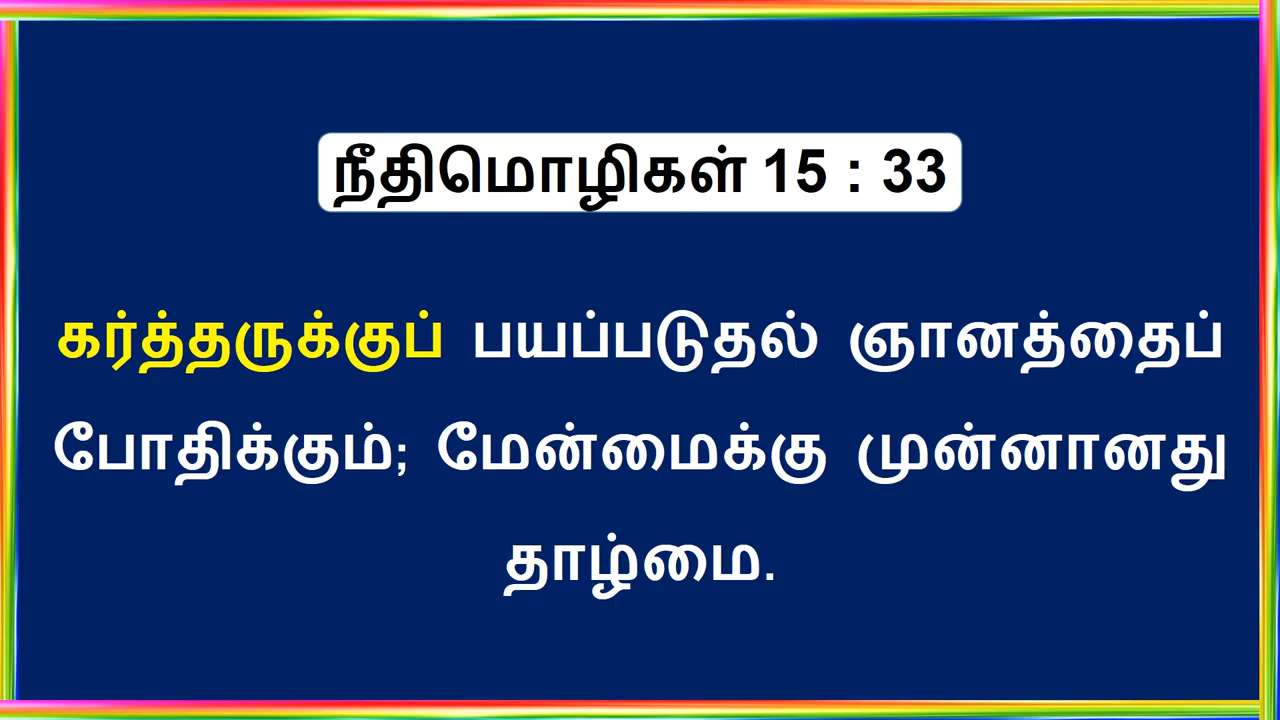 நீதிமொழிகள் 15 : 33
கர்த்தருக்குப் பயப்படுதல் ஞானத்தைப்
போதிக்கும்; மேன்மைக்கு முன்னானது
தாழ்மை.